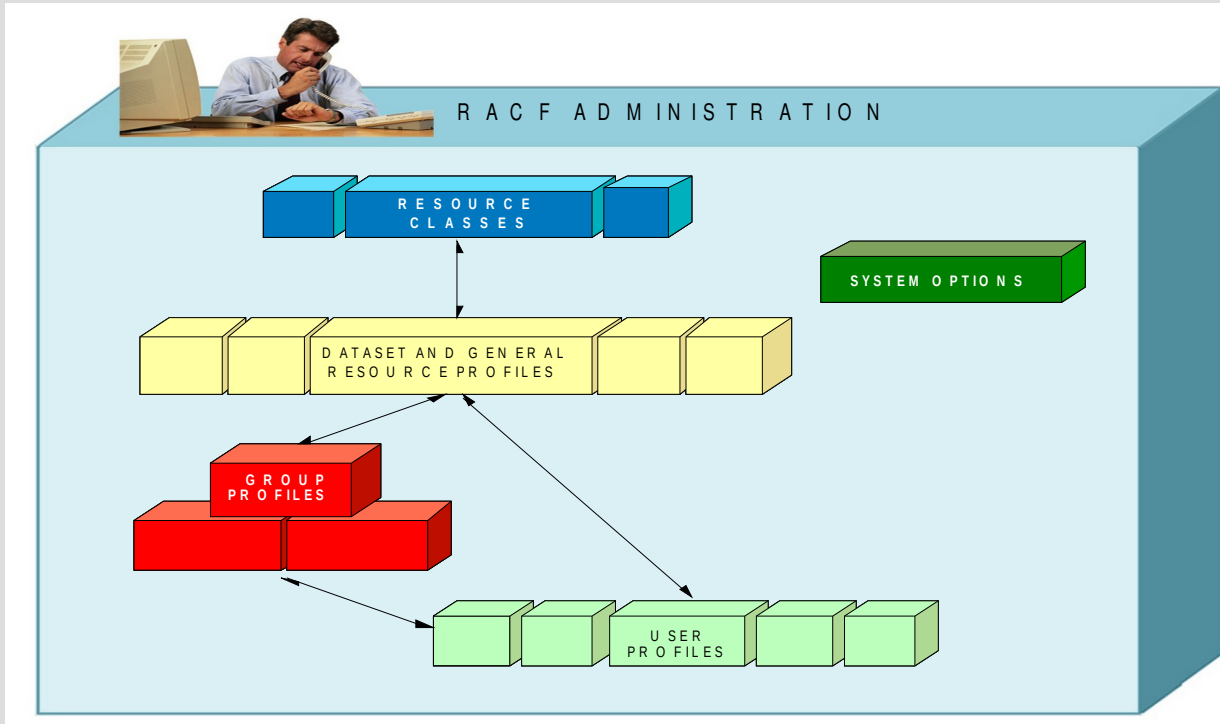 RACF ADMINISTRATION
RESOURCE
CLASSES
SYSTEM OPTIONS
DATASET AND GENERAL
RESOURCE PROFILES
GROUP
PROFILES
USER
PROFILES